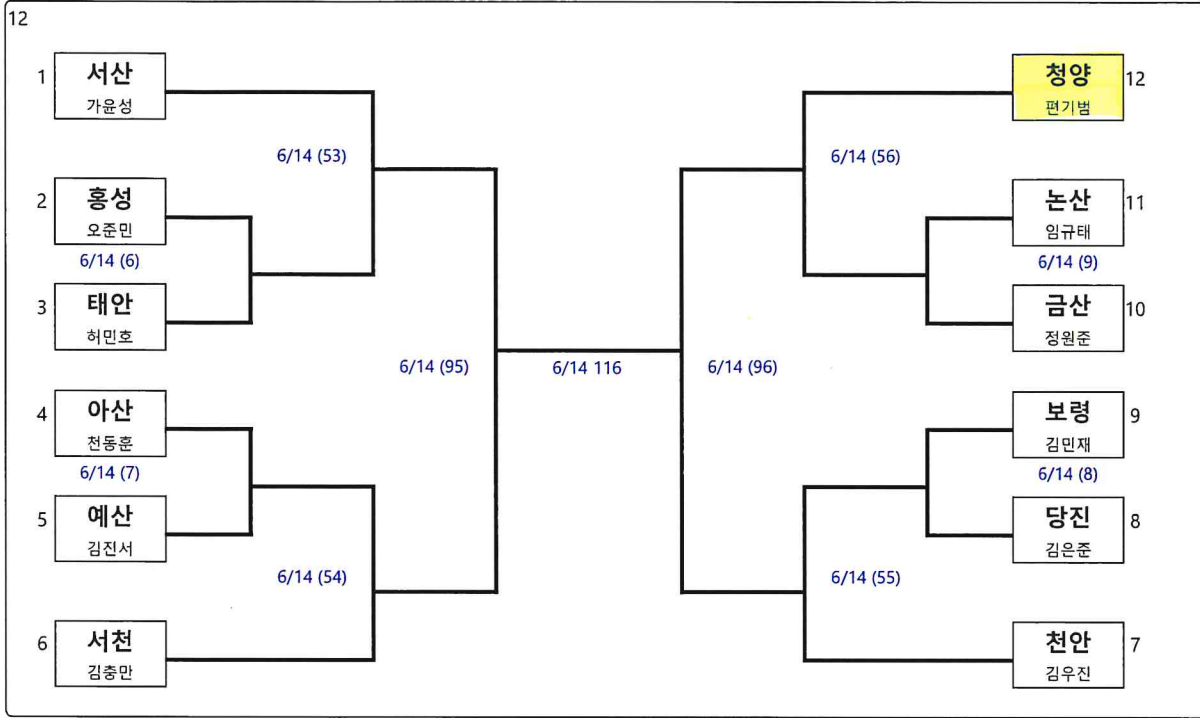 12
1
서산
가윤성
6/14 (53)
2
홍성
오준민
6/14 (6)
3
태안
허민호
6/14 (95)
4
아산
천동훈
6/14 (7)
5
예산
김진서
6/14 (54)
6
서천
김충만
6/14 116
청양
편기범
12
6/14 (56)
논산
임규태
11
6/14 (9)
금산
정원준
10
6/14 (96)
보령
김민재
9
6/14 (8)
당진
김은준
8
6/14 (55)
천안
김우진
7